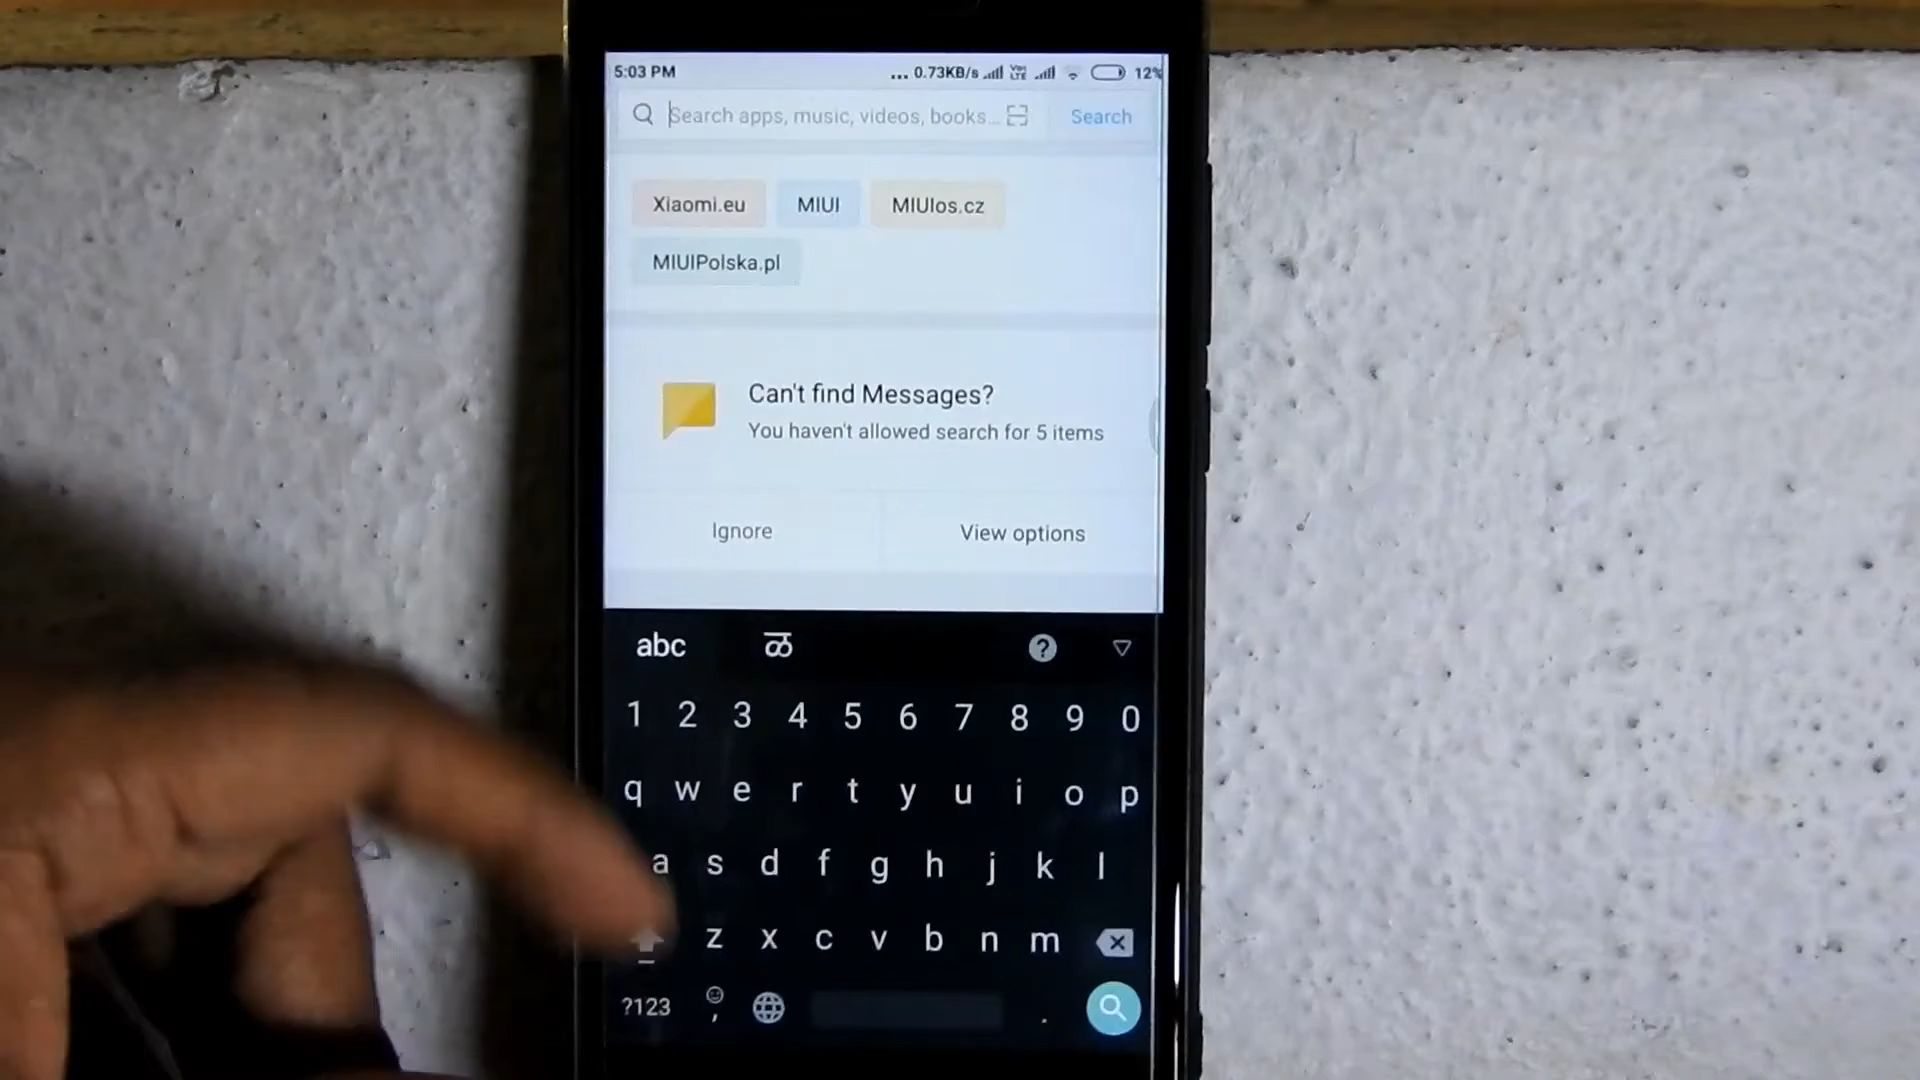 5:03 PM ... 0.73KB/s VoLTE 12%
Search apps, music, videos, books... Search
Xiaomi.eu MIUI MIUIos.cz
MIUIPolska.pl
Can't find Messages?
You haven't allowed search for 5 items
Ignore View options
abc ?
1 2 3 4 5 6 7 8 9 0
q w e r t y u i o p
a s d f g h j k l
z x c v b n m
?123 , .